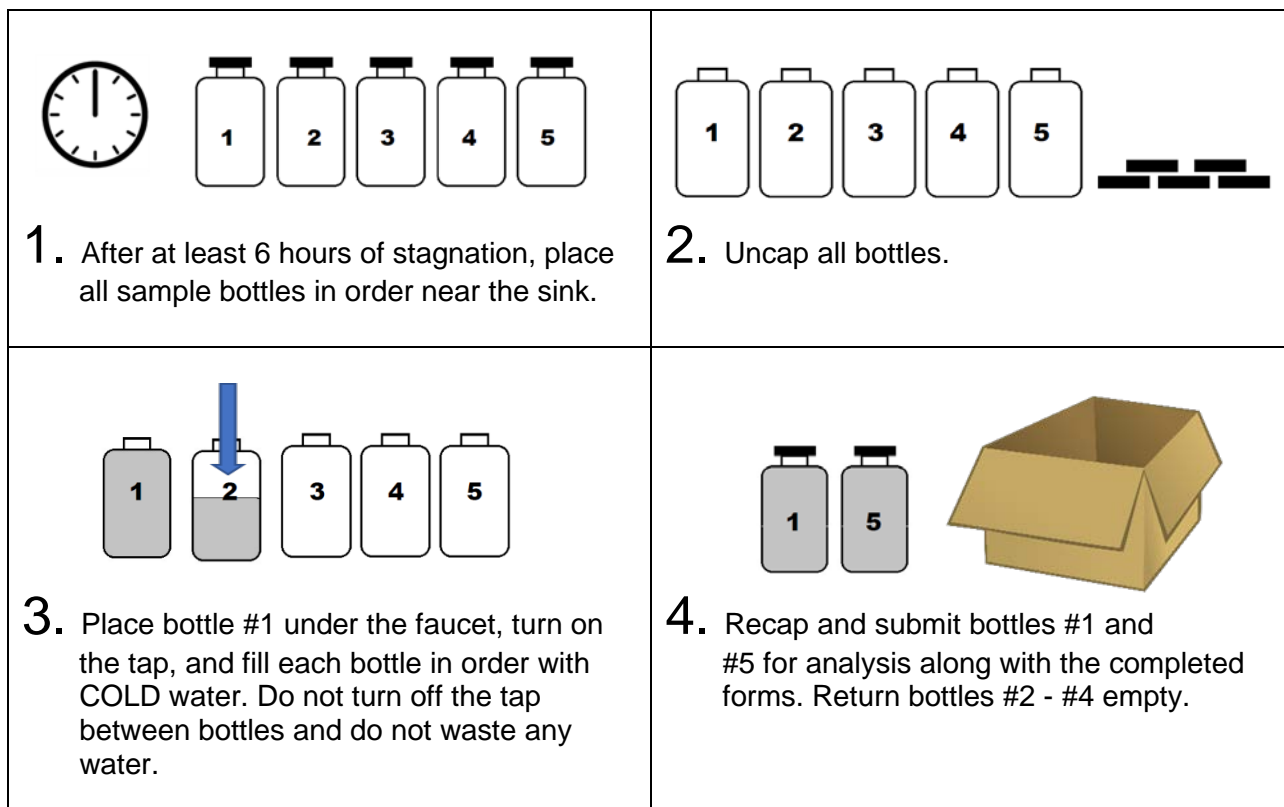 1 2 3 4 5
1. After at least 6 hours of stagnation, place
all sample bottles in order near the sink.
1 2 3 4 5
2. Uncap all bottles.
1 2 3 4 5
3. Place bottle #1 under the faucet, turn on
the tap, and fill each bottle in order with
COLD water. Do not turn off the tap
between bottles and do not waste any
water.
1 5
4. Recap and submit bottles #1 and
#5 for analysis along with the completed
forms. Return bottles #2 - #4 empty.